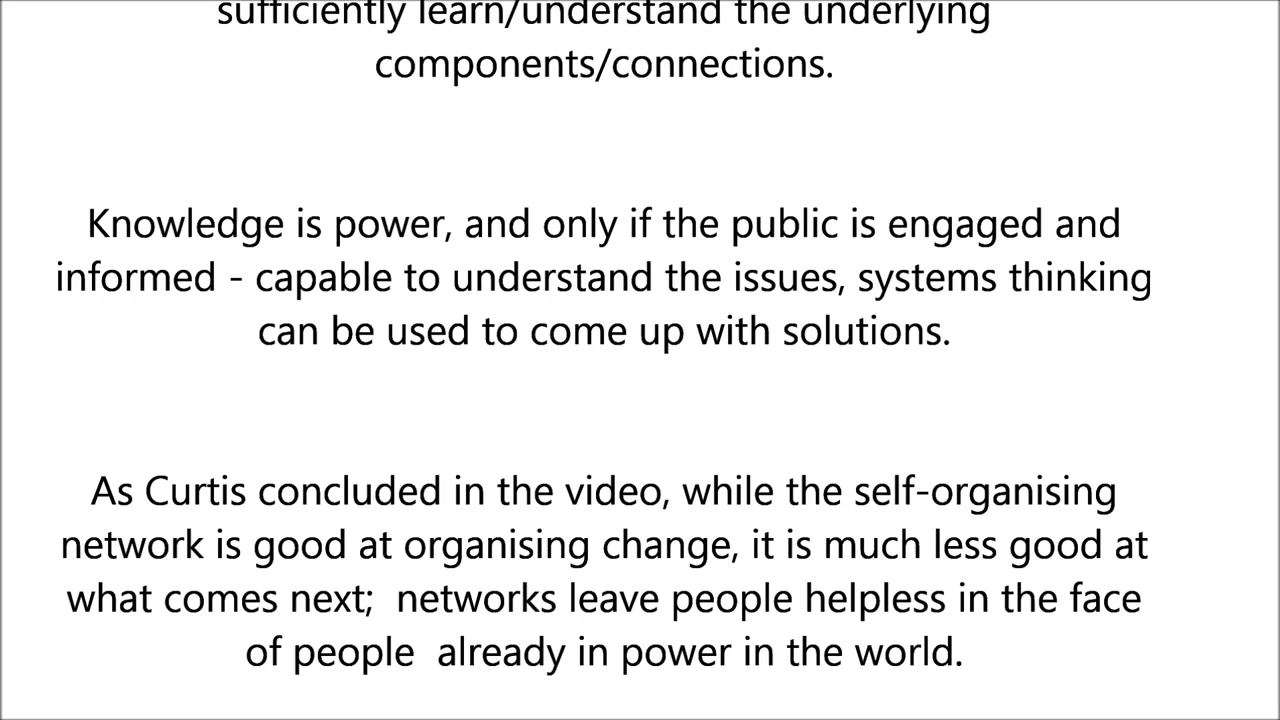 sufficiently learn/understand the underlying
components/connections.
Knowledge is power, and only if the public is engaged and
informed - capable to understand the issues, systems thinking
can be used to come up with solutions.
As Curtis concluded in the video, while the self-organising
network is good at organising change, it is much less good at
what comes next;  networks leave people helpless in the face
of people  already in power in the world.